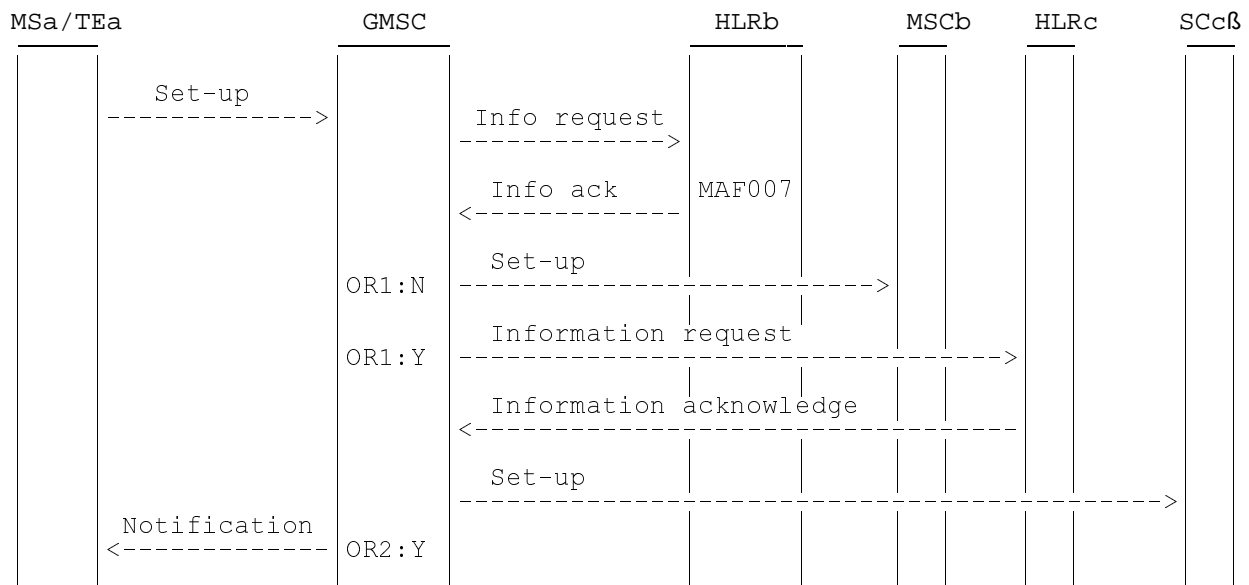 MSa/TEa GMSC HLRb MSCb HLRc SCcß
Set-up
Info request
Info ack MAF007
Set-up
OR1:N
Information request
OR1:Y
Information acknowledge
Set-up
Notification
OR2:Y